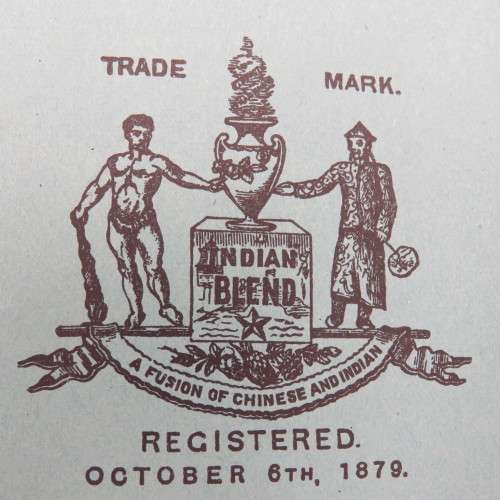 TRADE MARK.
INDIAN
BLEND
A FUSION OF CHINESE AND INDIAN
REGISTERED.
OCTOBER 6TH, 1879.